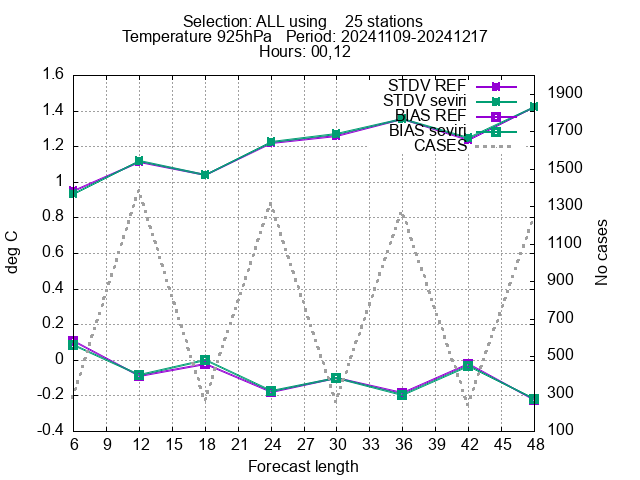 Selection: ALL using 25 stations
Temperature 925hPa Period: 20241109-20241217
Hours: 00,12
STDV REF
STDV seviri
BIAS REF
BIAS seviri
CASES
1.6
1.4
1.2
1
0.8
0.6
0.4
0.2
0
-0.2
-0.4
deg C
1900
1700
1500
1300
1100
900
700
500
300
100
No cases
6 9 12 15 18 21 24 27 30 33 36 39 42 45 48
Forecast length